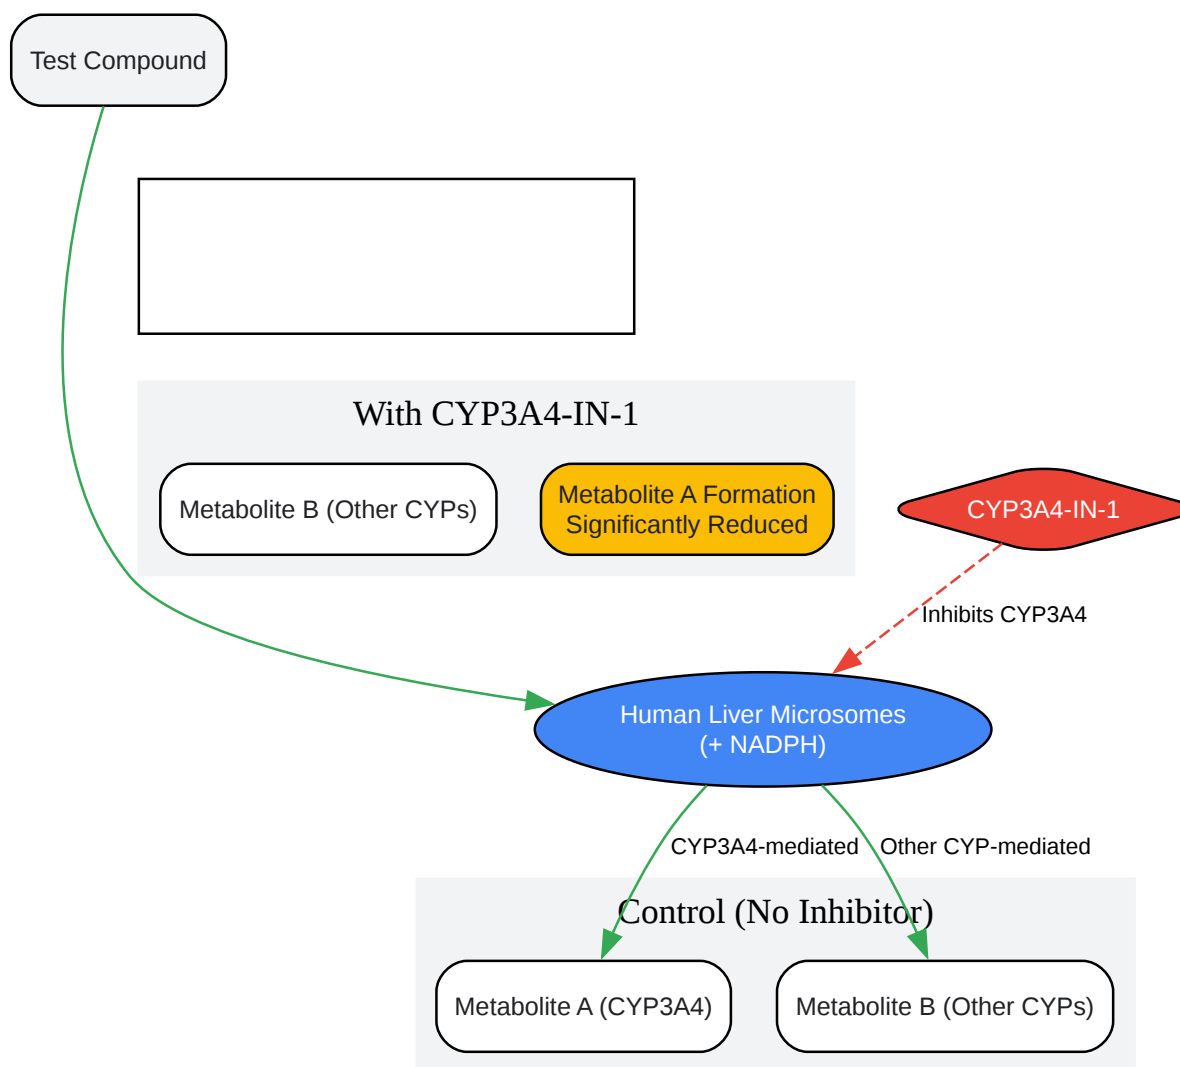 Test Compound
With CYP3A4-IN-1
Metabolite B (Other CYPs)
Metabolite A Formation
Significantly Reduced
CYP3A4-IN-1
Inhibits CYP3A4
Human Liver Microsomes
(+ NADPH)
CYP3A4-mediated
Other CYP-mediated
Control (No Inhibitor)
Metabolite A (CYP3A4)
Metabolite B (Other CYPs)